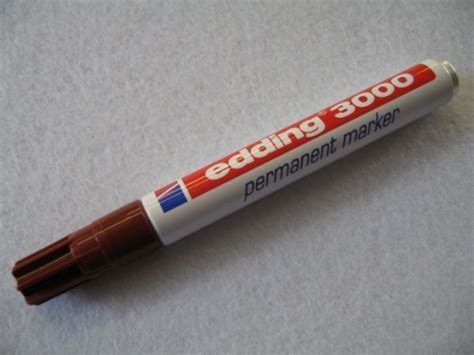 edding® 3000
permanent marker